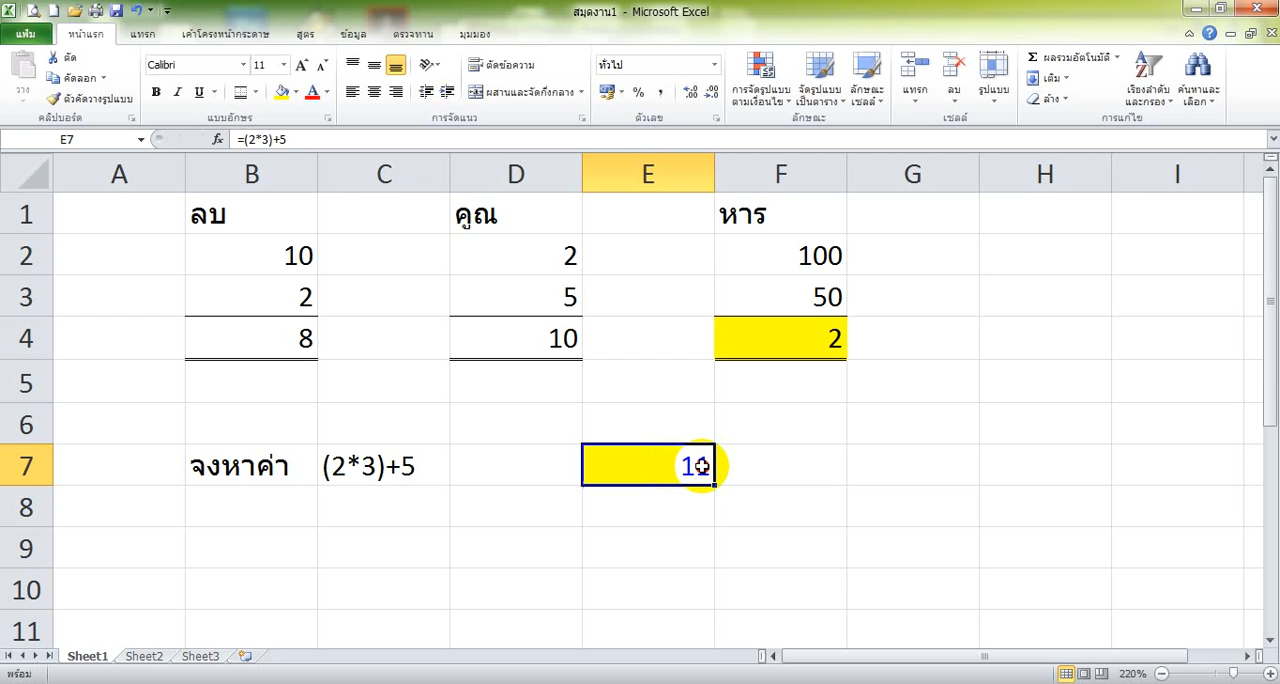 สมุดงาน1 - Microsoft Excel
แฟ้ม หน้าแรก แทรก เค้าโครงหน้ากระดาษ สูตร ข้อมูล ตรวจทาน มุมมอง
วาง
ตัด
คัดลอก
ตัวคัดวางรูปแบบ
คลิปบอร์ด
Calibri 11
B I U
แบบอักษร
ตัดข้อความ
ผสานและจัดกึ่งกลาง
การจัดแนว
ทั่วไป
%
ตัวเลข
การจัดรูปแบบตามเงื่อนไข
จัดรูปแบบเป็นตาราง
ลักษณะเซลล์
ลักษณะ
แทรก ลบ รูปแบบ
เซลล์
Σ ผลรวมอัตโนมัติ
เติม
ล้าง
เรียงลำดับและกรอง
ค้นหาและเลือก
การแก้ไข
E7 fx =(2*3)+5
A B C D E F G H I
1 ลบ คูณ หาร
2 10 2 100
3 2 5 50
4 8 10 2
5
6
7 จงหาค่า (2*3)+5 11
8
9
10
11
Sheet1 Sheet2 Sheet3
พร้อม 220%